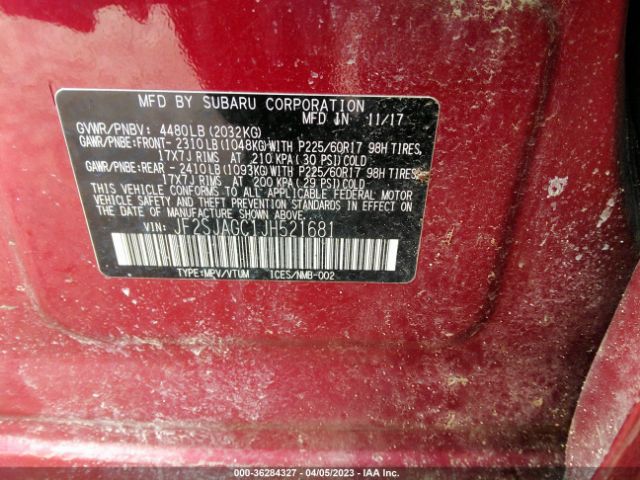 MFD BY SUBARU CORPORATION
MFD IN 11/17
GVWR/PNBV: 4480LB(2032KG)
GAWR/PNBE:FRONT- 2310LB(1048KG)WITH P225/60R17 98H TIRES,
17X7J RIMS AT 210 KPA(30 PSI)COLD
GAWR/PNBE:REAR - 2410LB(1093KG)WITH P225/60R17 98H TIRES,
17X7J RIMS AT 200 KPA(29 PSI)COLD
THIS VEHICLE CONFORMS TO ALL APPLICABLE FEDERAL MOTOR
VEHICLE SAFETY AND THEFT PREVENTION STANDARDS IN EFFECT
ON THE DATE OF MANUFACTURE SHOWN ABOVE.
VIN: JF2SJAGC1JH521681
TYPE:MPV/VTUM ICES/NMB-002
000-36284327 - 04/05/2023 - IAA Inc.